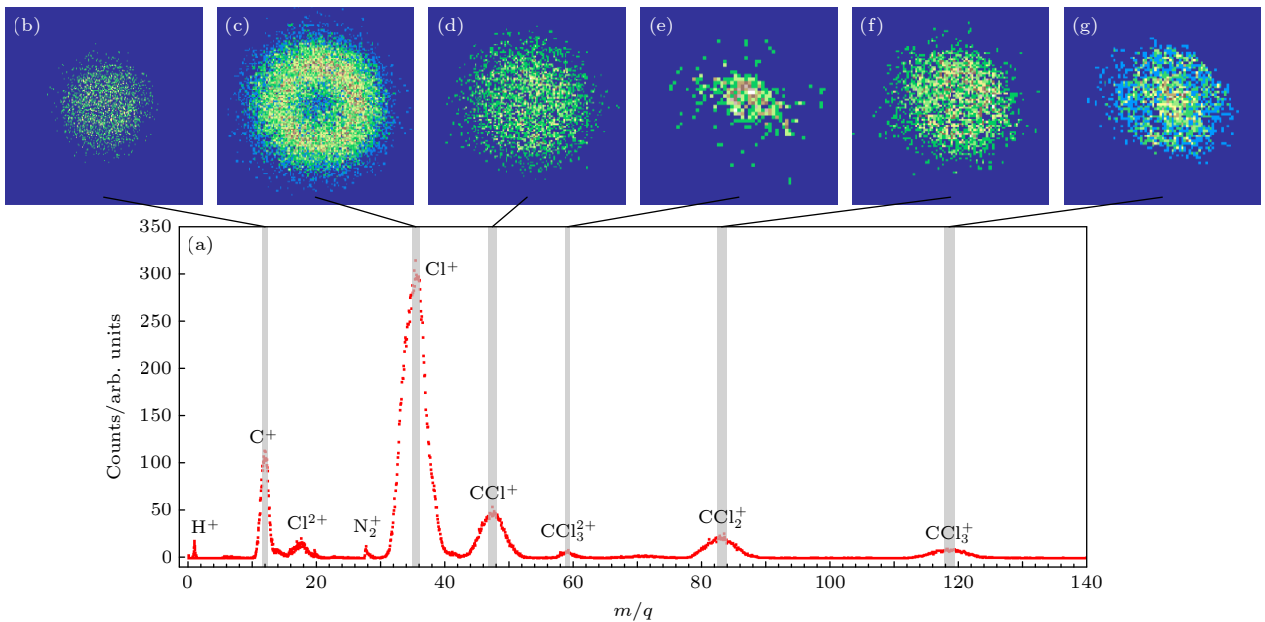 (b) (c) (d) (e) (f) (g)
(a)
350
300
250
200
150
100
50
0
Counts/arb. units
H⁺
C⁺
Cl²⁺
N₂⁺
Cl⁺
CCl⁺
CCl₃²⁺
CCl₂⁺
CCl₃⁺
0 20 40 60 80 100 120 140
m/q